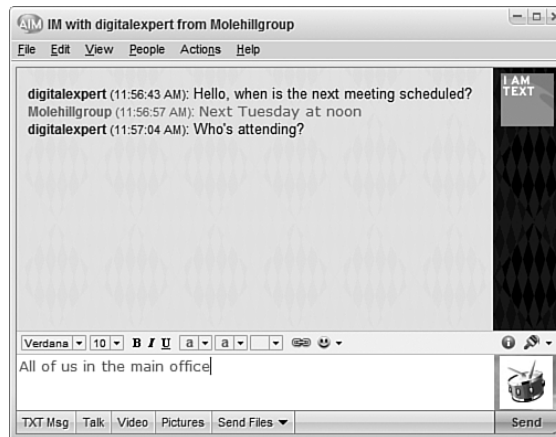 AIM IM with digitalexpert from Molehillgroup
File Edit View People Actions Help
digitalexpert (11:56:43 AM): Hello, when is the next meeting scheduled?
Molehillgroup (11:56:57 AM): Next Tuesday at noon
digitalexpert (11:57:04 AM): Who's attending?
I AM
TEXT
Verdana 10 B I U a a
All of us in the main office
TXT Msg Talk Video Pictures Send Files Send